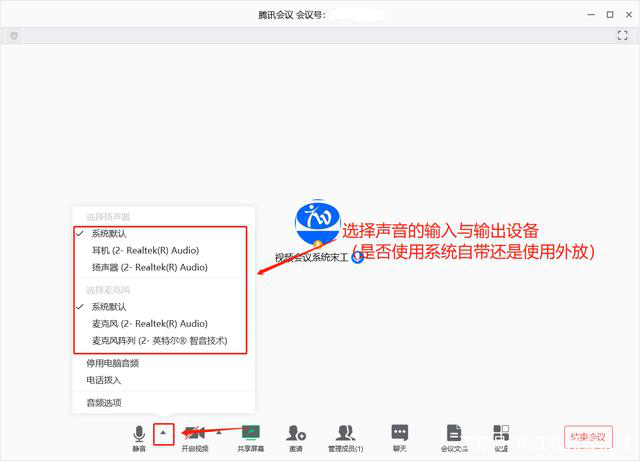 腾讯会议 会议号:
选择扬声器
系统默认
耳机 (2- Realtek(R) Audio)
扬声器 (2- Realtek(R) Audio)
选择麦克风
系统默认
麦克风 (2- Realtek(R) Audio)
麦克风阵列 (2- 英特尔® 智音技术)
停用电脑音频
电话拨入
音频选项
选择声音的输入与输出设备
(是否使用系统自带还是使用外放)
视频会议系统宋工
静音
开启视频
共享屏幕
邀请
管理成员(1)
聊天
会议文档
设置
结束会议